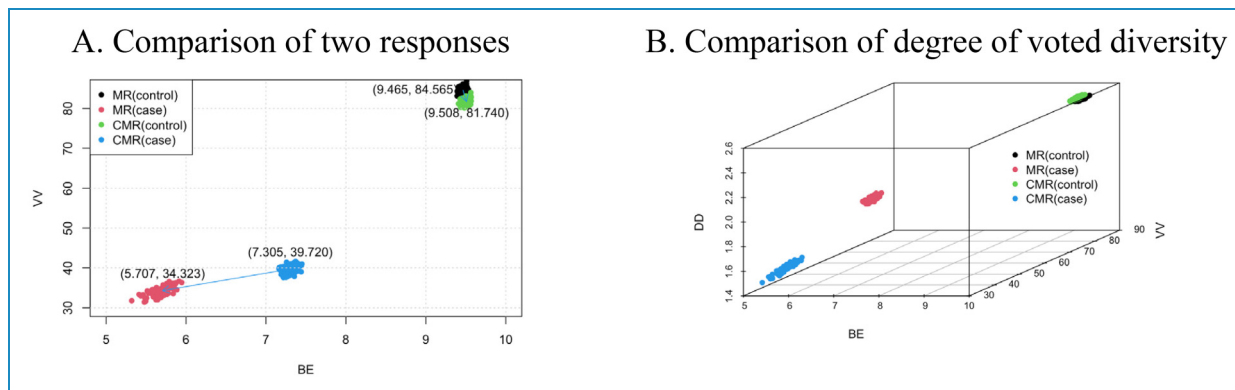 A. Comparison of two responses
MR(control)
MR(case)
CMR(control)
CMR(case)
(9.465, 84.565)
(9.508, 81.740)
(7.305, 39.720)
(5.707, 34.323)
VV
80
70
60
50
40
30
5 6 7 8 9 10
BE
B. Comparison of degree of voted diversity
MR(control)
MR(case)
CMR(control)
CMR(case)
DD
2.6
2.4
2.2
2.0
1.8
1.6
1.4
5 6 7 8 9 10
BE
30 40 50 60 70 80 90
VV